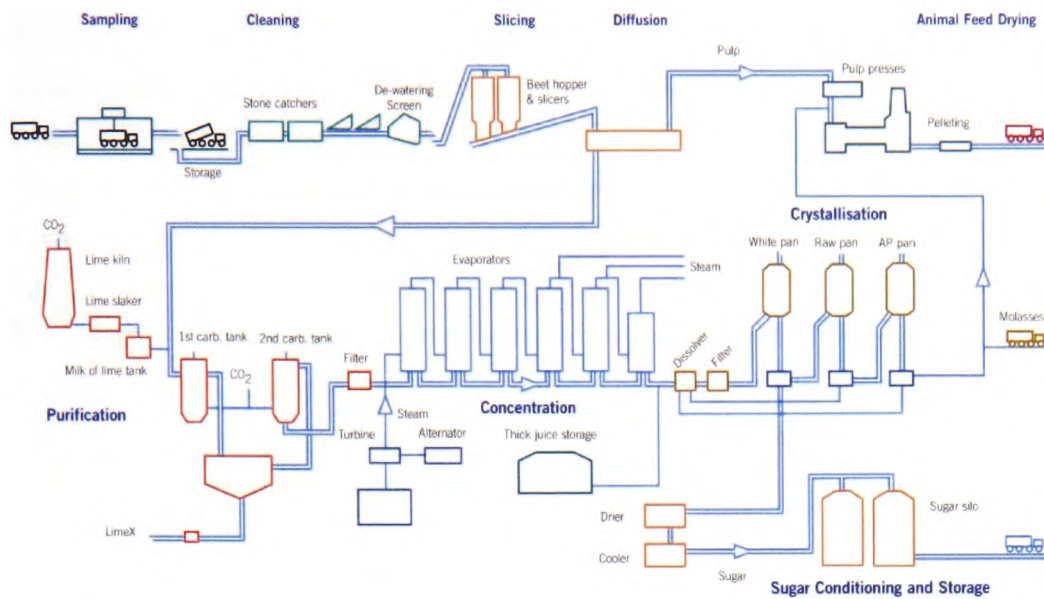 Sampling
Cleaning
Slicing
Diffusion
Animal Feed Drying
Pulp
Pulp presses
De-watering
Screen
Beet hopper
& slicers
Stone catchers
Storage
Pelleting
Crystallisation
CO2
Lime kiln
Evaporators
Steam
White pan
Raw pan
AP pan
Lime slaker
Molasses
1st carb. tank
2nd carb. tank
Filter
Dissolver
Filter
Milk of lime tank
CO2
Purification
Steam
Concentration
Turbine
Alternator
Thick juice storage
LimeX
Drier
Cooler
Sugar
Sugar silo
Sugar Conditioning and Storage